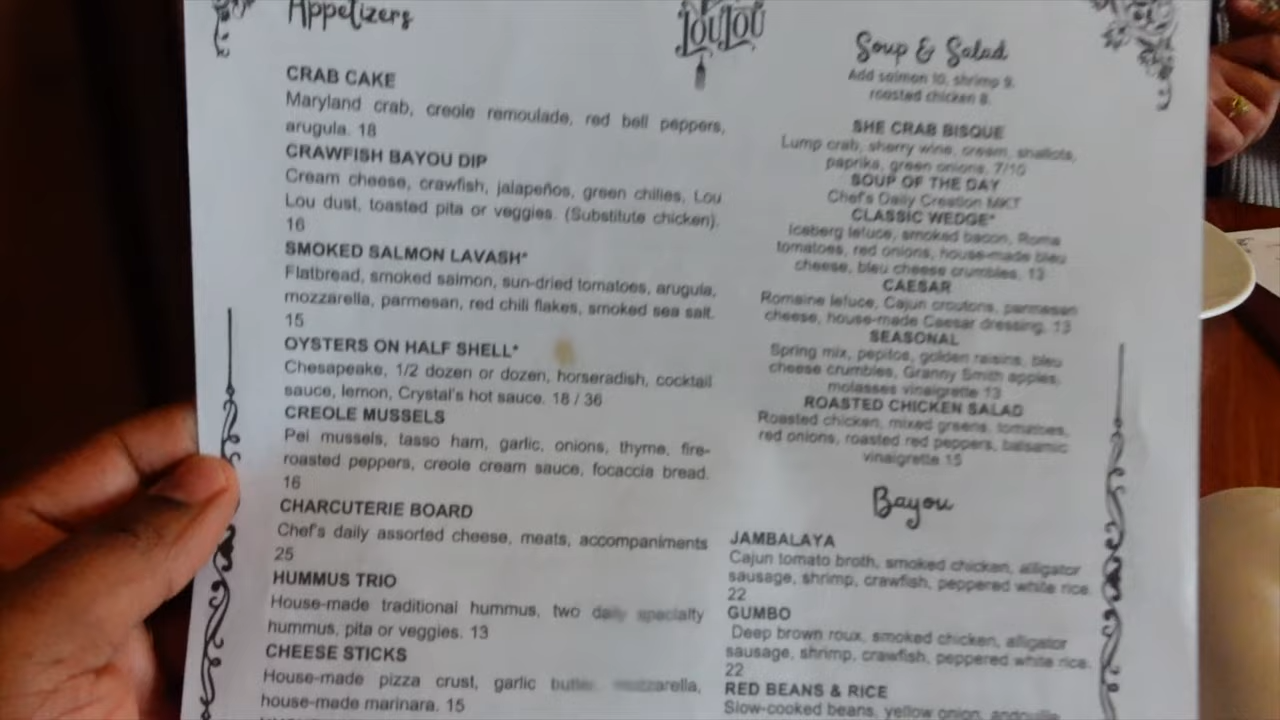 Appetizers
CRAB CAKE
Maryland crab, creole remoulade, red bell peppers,
arugula. 18
CRAWFISH BAYOU DIP
Cream cheese, crawfish, jalapeños, green chilies, Lou
Lou dust, toasted pita or veggies. (Substitute chicken).
16
SMOKED SALMON LAVASH*
Flatbread, smoked salmon, sun-dried tomatoes, arugula,
mozzarella, parmesan, red chili flakes, smoked sea salt.
15
OYSTERS ON HALF SHELL*
Chesapeake, 1/2 dozen or dozen, horseradish, cocktail
sauce, lemon, Crystal's hot sauce. 18 / 36
CREOLE MUSSELS
Pei mussels, tasso ham, garlic, onions, thyme, fire-
roasted peppers, creole cream sauce, focaccia bread.
16
CHARCUTERIE BOARD
Chef's daily assorted cheese, meats, accompaniments
25
HUMMUS TRIO
House-made traditional hummus, two daily specialty
hummus, pita or veggies. 13
CHEESE STICKS
House-made pizza crust, garlic butter, mozzarella,
house-made marinara. 15
LOULOU
Soup & Salad
Add salmon 10, shrimp 9,
roasted chicken 8.
SHE CRAB BISQUE
Lump crab, sherry wine, cream, shallots,
paprika, green onions. 7/10
SOUP OF THE DAY
Chef's Daily Creation MKT
CLASSIC WEDGE*
Iceberg letuce, smoked bacon, Roma
tomatoes, red onions, house-made bleu
cheese, bleu cheese crumbles. 13
CAESAR
Romaine letuce, Cajun croutons, parmesan
cheese, house-made Caesar dressing. 13
SEASONAL
Spring mix, pepitos, golden raisins, bleu
cheese crumbles, Granny Smith apples,
molasses vinaigrette 13
ROASTED CHICKEN SALAD
Roasted chicken, mixed greens, tomatoes,
red onions, roasted red peppers, balsamic
vinaigrette 15
Bayou
JAMBALAYA
Cajun tomato broth, smoked chicken, alligator
sausage, shrimp, crawfish, peppered white rice.
22
GUMBO
Deep brown roux, smoked chicken, alligator
sausage, shrimp, crawfish, peppered white rice.
22
RED BEANS & RICE
Slow-cooked beans, yellow onion, andouille